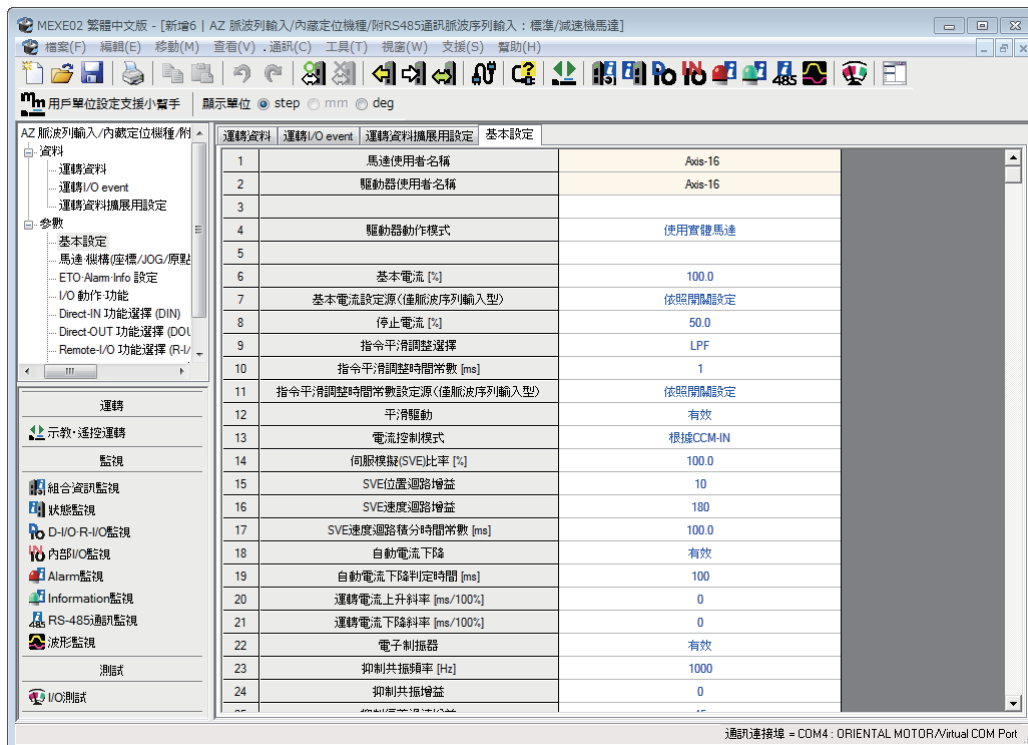 MEXE02 繁體中文版 - [新增6 | AZ 脈波列輸入/內藏定位機種/附RS485通訊脈波序列輸入：標準/減速機馬達]
檔案(F) 編輯(E) 移動(M) 查看(V) 通訊(C) 工具(T) 視窗(W) 支援(S) 幫助(H)
用戶單位設定支援小幫手 顯示單位 step mm deg
AZ 脈波列輸入/內藏定位機種/附
資料
運轉資料
運轉I/O event
運轉資料擴展用設定
參數
基本設定
馬達·機構(座標/JOG/原點
ETO·Alarm·Info 設定
I/O 動作·功能
Direct-IN 功能選擇 (DIN)
Direct-OUT 功能選擇 (DOU
Remote-I/O 功能選擇 (R-I/
運轉
示教·遙控運轉
監視
組合資訊監視
狀態監視
D-I/O·R-I/O監視
內部I/O監視
Alarm監視
Information監視
RS-485通訊監視
波形監視
測試
I/O測試
運轉資料 運轉I/O event 運轉資料擴展用設定 基本設定
1 馬達使用者名稱 Axis-16
2 驅動器使用者名稱 Axis-16
3
4 驅動器動作模式 使用實體馬達
5
6 基本電流 [%] 100.0
7 基本電流設定源(僅脈波序列輸入型) 依照開關設定
8 停止電流 [%] 50.0
9 指令平滑調整選擇 LPF
10 指令平滑調整時間常數 [ms] 1
11 指令平滑調整時間常數設定源(僅脈波序列輸入型) 依照開關設定
12 平滑驅動 有效
13 電流控制模式 根據CCM-IN
14 伺服模擬(SVE)比率 [%] 100.0
15 SVE位置迴路增益 10
16 SVE速度迴路增益 180
17 SVE速度迴路積分時間常數 [ms] 100.0
18 自動電流下降 有效
19 自動電流下降判定時間 [ms] 100
20 運轉電流上升斜率 [ms/100%] 0
21 運轉電流下降斜率 [ms/100%] 0
22 電子制振器 有效
23 抑制共振頻率 [Hz] 1000
24 抑制共振增益 0
通訊連接埠 = COM4 : ORIENTAL MOTOR/Virtual COM Port